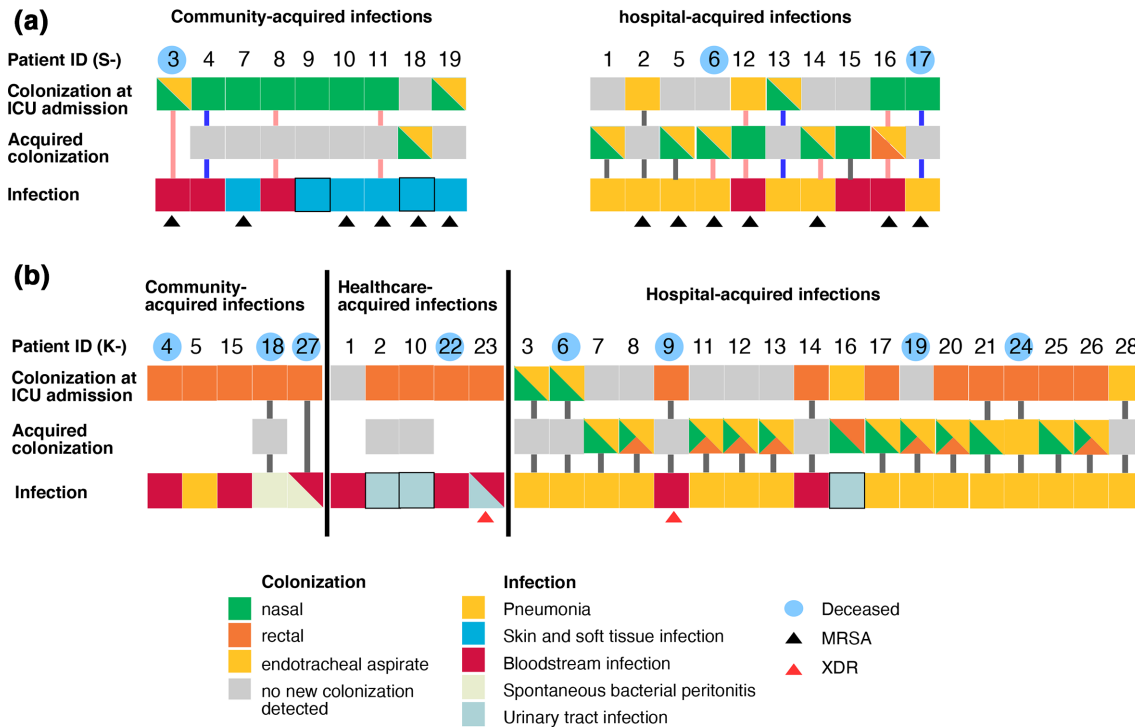 (a)
Community-acquired infections
hospital-acquired infections
Patient ID (S-) 3 4 7 8 9 10 11 18 19 1 2 5 6 12 13 14 15 16 17
Colonization at
ICU admission
Acquired
colonization
Infection
(b)
Community-
acquired infections
Healthcare-
acquired infections
Hospital-acquired infections
Patient ID (K-) 4 5 15 18 27 1 2 10 22 23 3 6 7 8 9 11 12 13 14 16 17 19 20 21 24 25 26 28
Colonization at
ICU admission
Acquired
colonization
Infection
Colonization
nasal
rectal
endotracheal aspirate
no new colonization
detected
Infection
Pneumonia
Skin and soft tissue infection
Bloodstream infection
Spontaneous bacterial peritonitis
Urinary tract infection
Deceased
MRSA
XDR